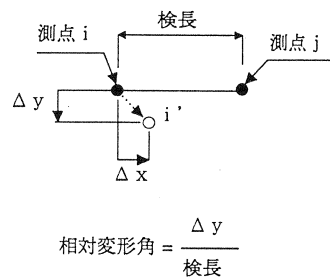 検長
測点 i
測点 j
Δ y
i '
Δ x
相対変形角 = Δ y / 検長